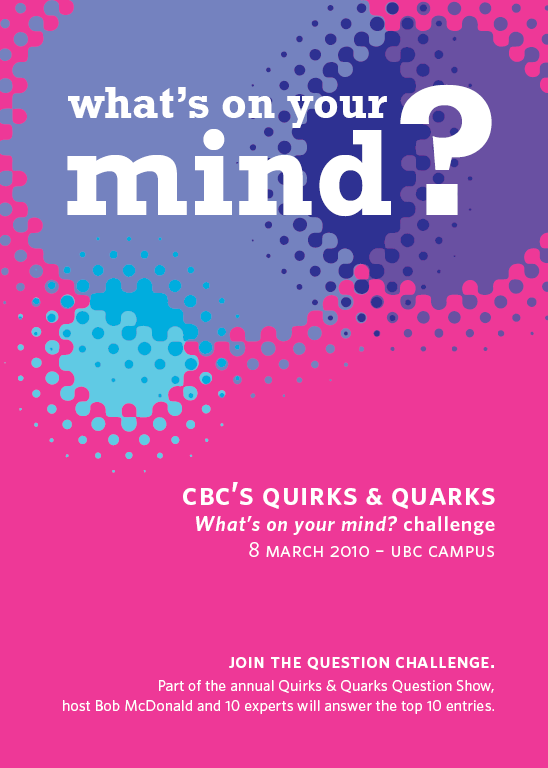 what's on your
mind?
CBC'S QUIRKS & QUARKS
What's on your mind? challenge
8 MARCH 2010 – UBC CAMPUS
JOIN THE QUESTION CHALLENGE.
Part of the annual Quirks & Quarks Question Show,
host Bob McDonald and 10 experts will answer the top 10 entries.